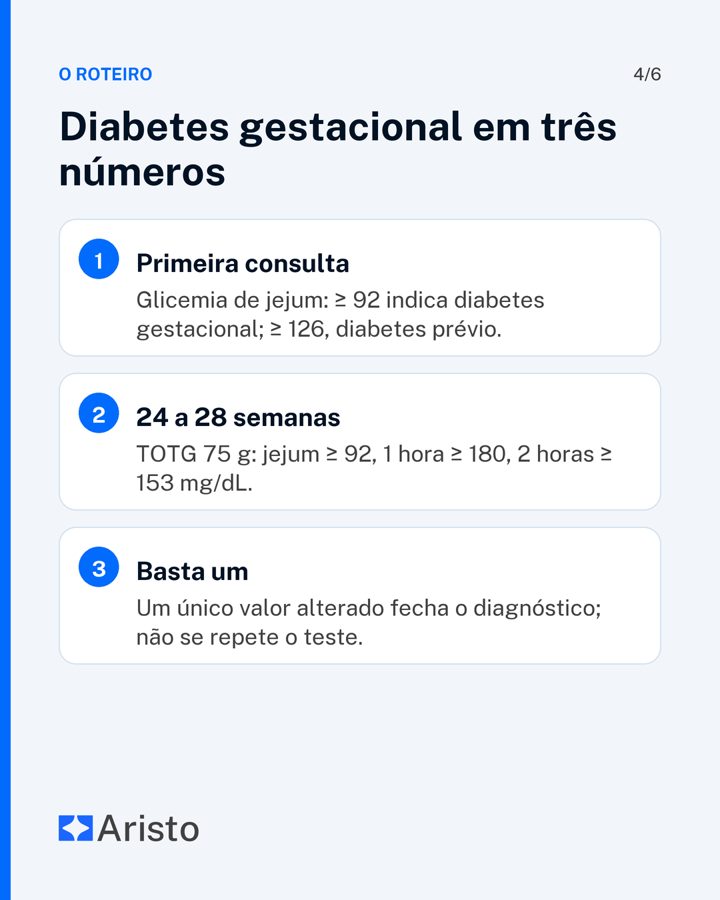 O ROTEIRO
4/6
Diabetes gestacional em três
números
1
Primeira consulta
Glicemia de jejum: ≥ 92 indica diabetes
gestacional; ≥ 126, diabetes prévio.
2
24 a 28 semanas
TOTG 75 g: jejum ≥ 92, 1 hora ≥ 180, 2 horas ≥
153 mg/dL.
3
Basta um
Um único valor alterado fecha o diagnóstico;
não se repete o teste.
Aristo